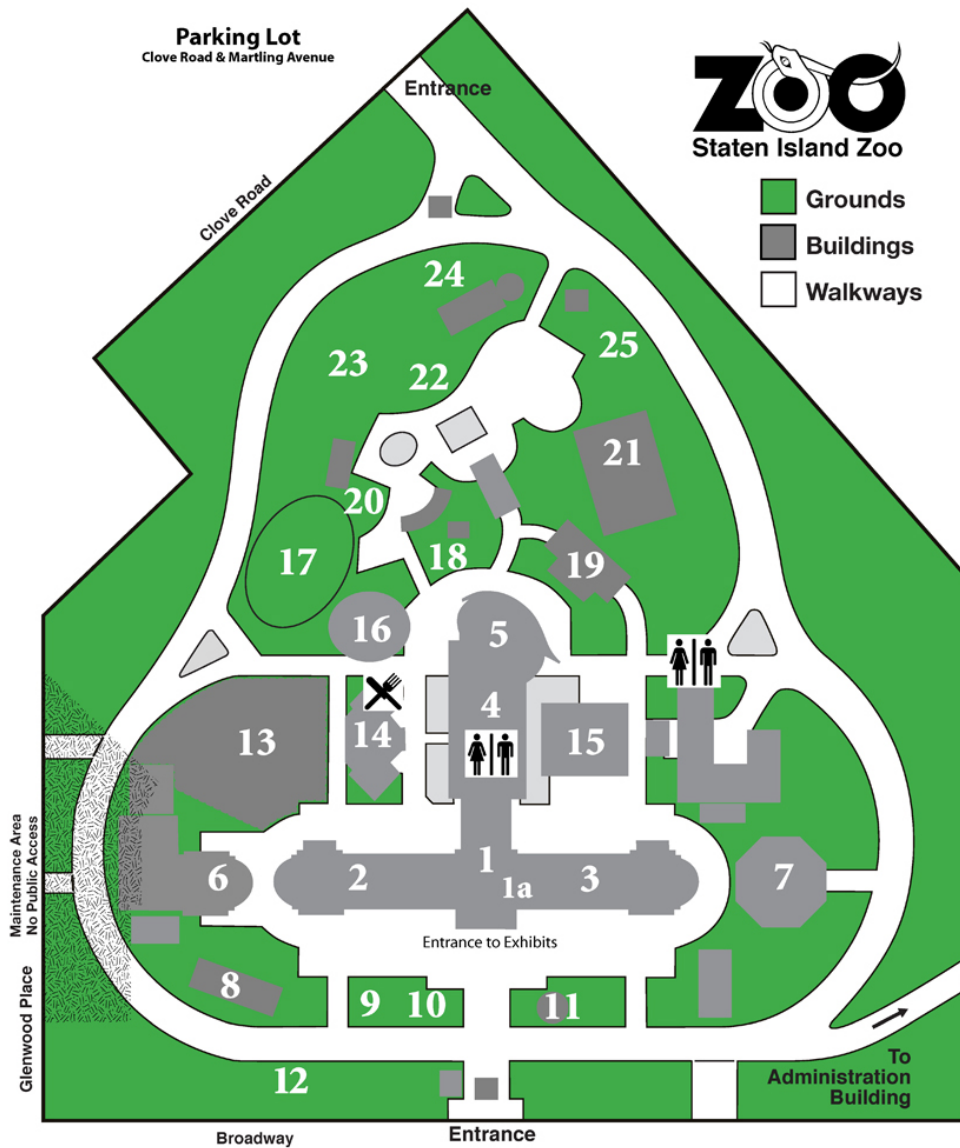 Parking Lot
Clove Road & Martling Avenue
Entrance
ZOO
Staten Island Zoo
Grounds
Buildings
Walkways
Clove Road
24
25
23
22
21
20
18
17
19
16
5
4
13
14
15
Maintenance Area
No Public Access
6
2
1
1a
3
7
Entrance to Exhibits
Glenwood Place
8
9
10
11
12
To
Administration
Building
Broadway
Entrance